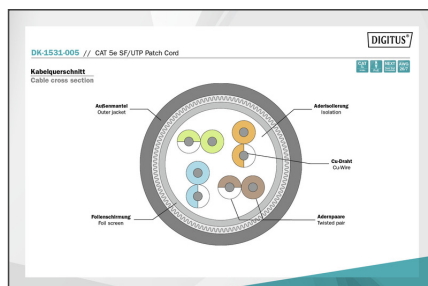 DIGITUS®
DK-1531-005 // CAT 5e SF/UTP Patch Cord
Kabelquerschnitt
Cable cross section
Außenmantel
Outer jacket
Aderisolierung
Isolation
Cu-Draht
Cu-Wire
Folienschirmung
Foil screen
Adernpaare
Twisted pair